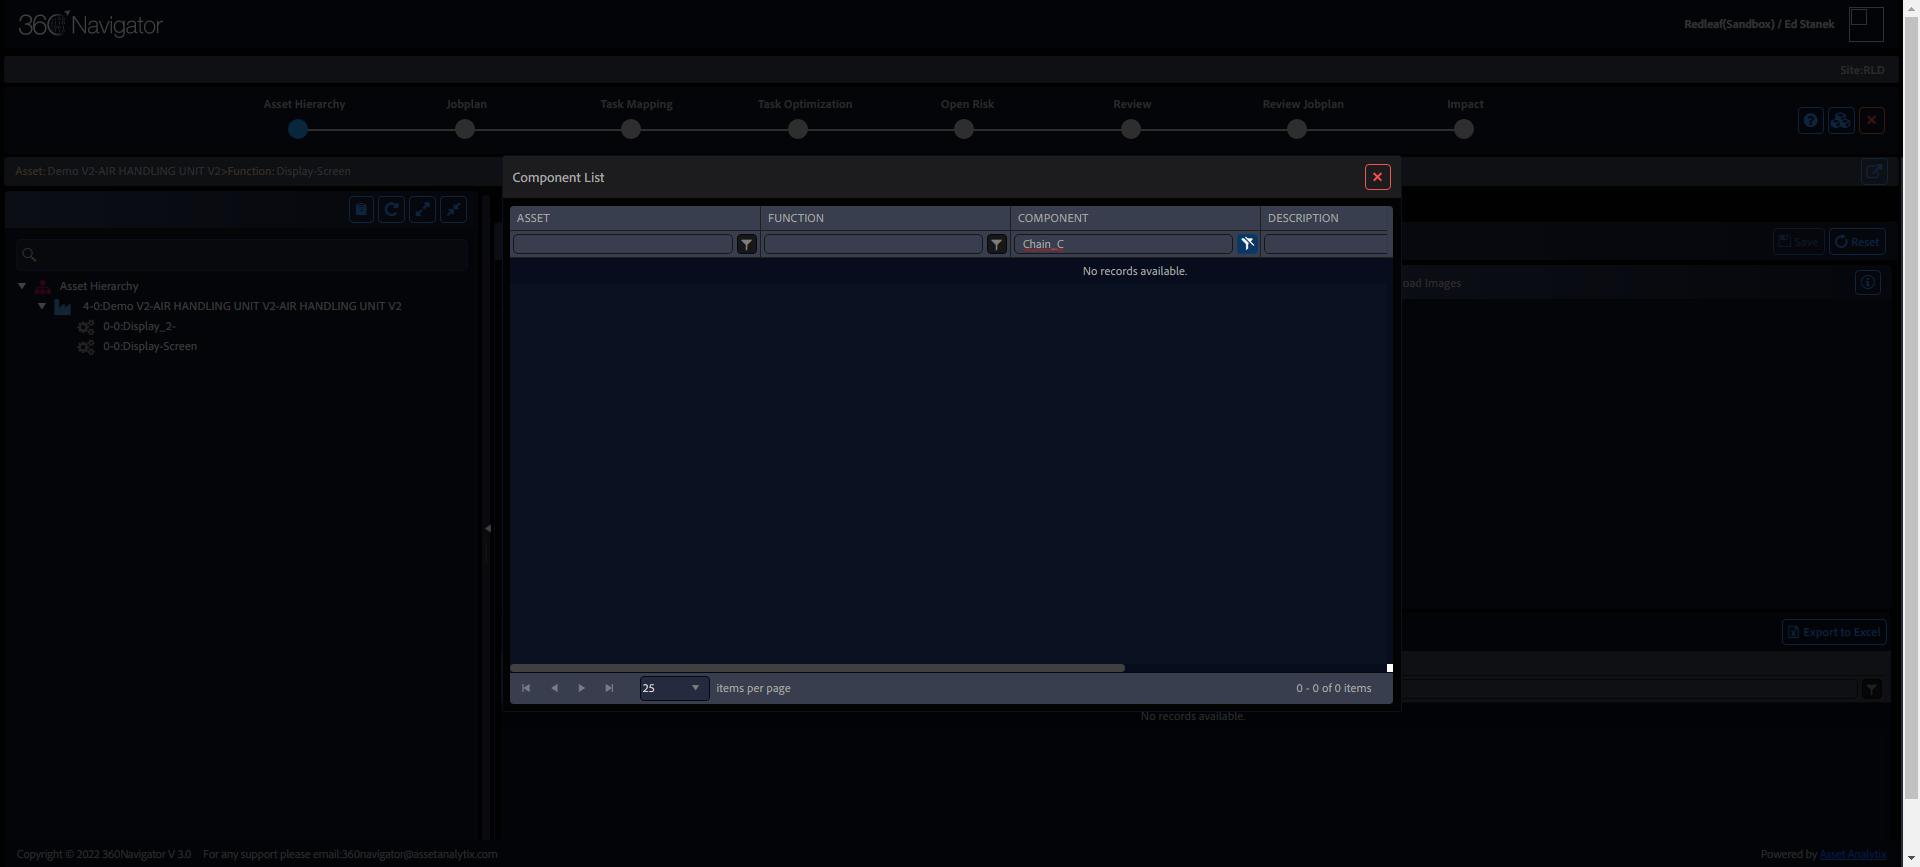 360 Navigator
Redleaf(Sandbox) / Ed Stanek
Site:RLD
Asset Hierarchy
Jobplan
Task Mapping
Task Optimization
Open Risk
Review
Review Jobplan
Impact
Asset: Demo V2-AIR HANDLING UNIT V2>Function: Display-Screen
Component List
ASSET
FUNCTION
COMPONENT
DESCRIPTION
Chain_C
No records available.
Save
Reset
oad Images
Asset Hierarchy
4-0:Demo V2-AIR HANDLING UNIT V2-AIR HANDLING UNIT V2
0-0:Display_2-
0-0:Display-Screen
Export to Excel
25
items per page
0 - 0 of 0 items
No records available.
Copyright © 2022 360Navigator V 3.0
For any support please email:360navigator@assetanalytix.com
Powered by Asset Analytix